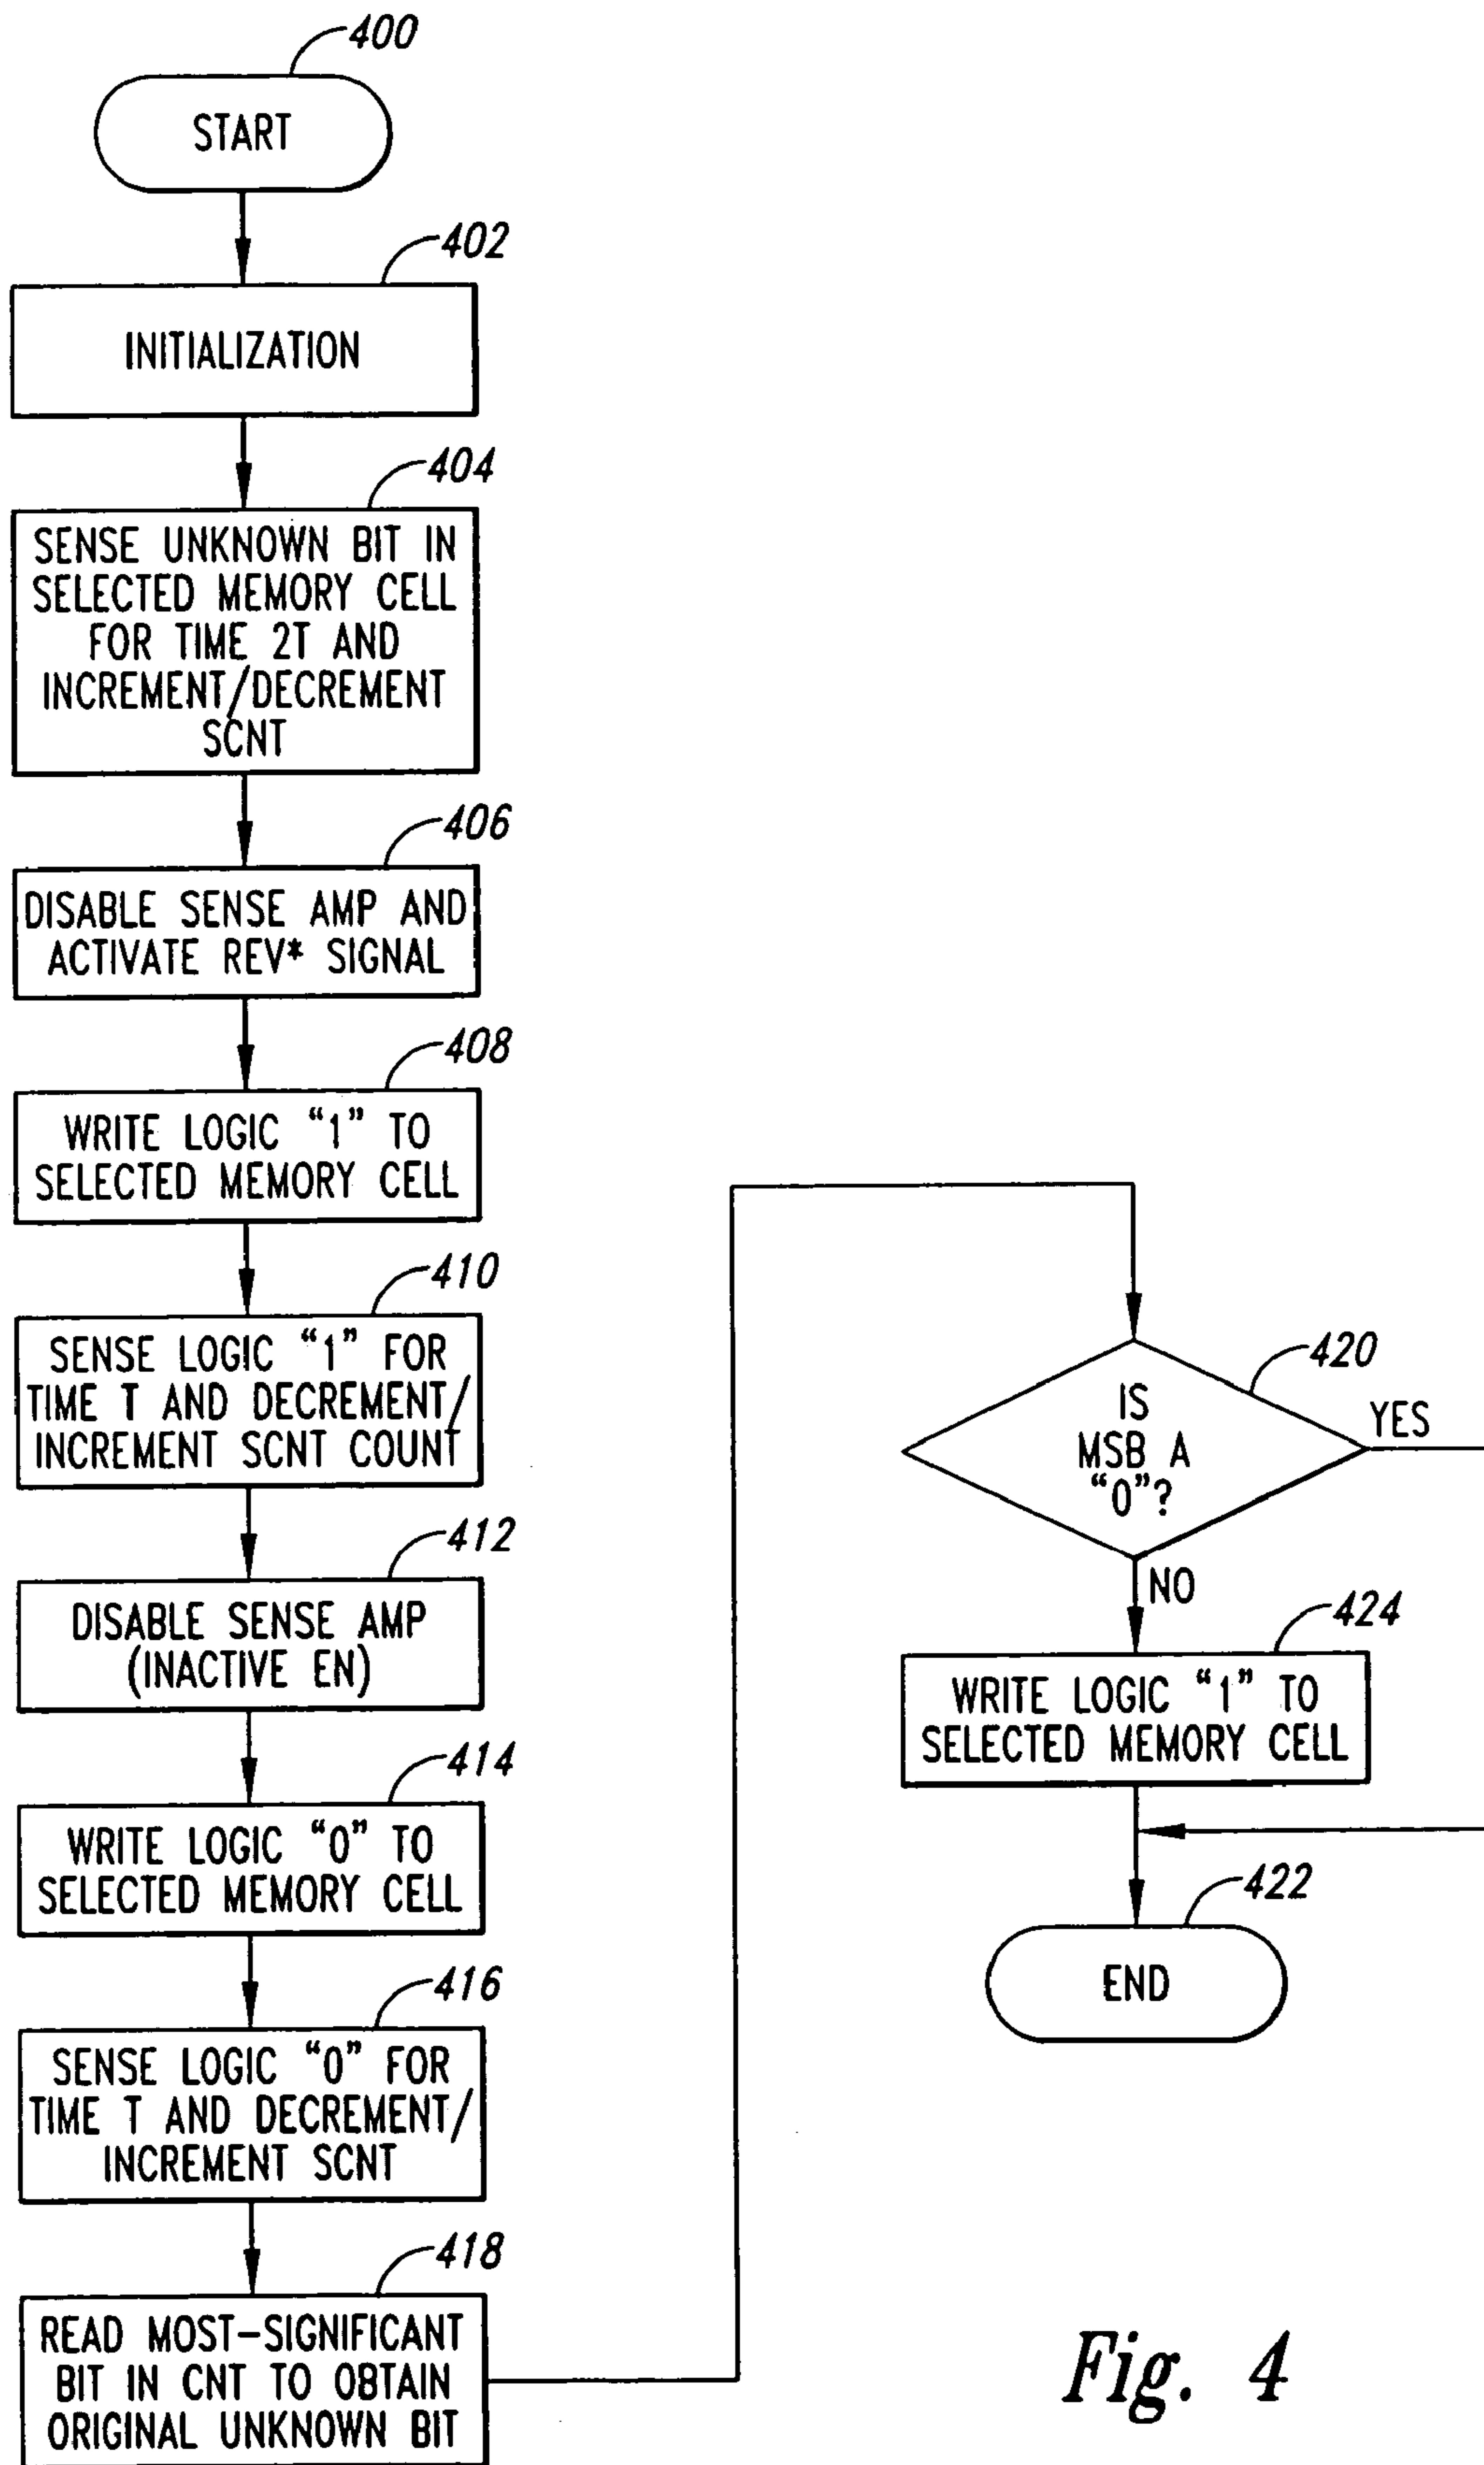 400
START
402
INITIALIZATION
404
SENSE UNKNOWN BIT IN
SELECTED MEMORY CELL
FOR TIME 2T AND
INCREMENT/DECREMENT
SCNT
406
DISABLE SENSE AMP AND
ACTIVATE REV* SIGNAL
408
WRITE LOGIC “1” TO
SELECTED MEMORY CELL
410
SENSE LOGIC “1” FOR
TIME T AND DECREMENT/
INCREMENT SCNT COUNT
412
DISABLE SENSE AMP
(INACTIVE EN)
414
WRITE LOGIC “0” TO
SELECTED MEMORY CELL
416
SENSE LOGIC “0” FOR
TIME T AND DECREMENT/
INCREMENT SCNT
418
READ MOST-SIGNIFICANT
BIT IN CNT TO OBTAIN
ORIGINAL UNKNOWN BIT
420
IS
MSB A
“0”?
YES
NO
424
WRITE LOGIC “1” TO
SELECTED MEMORY CELL
422
END
Fig. 4